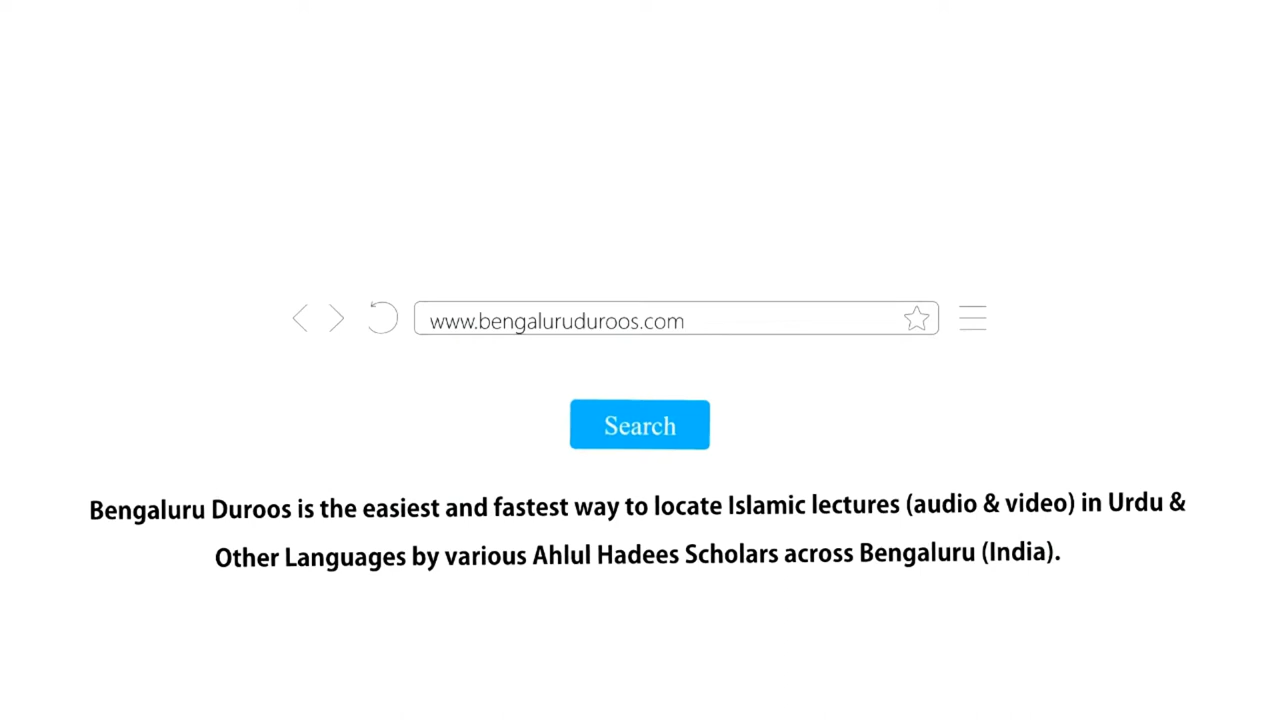 www.bengaluruduroos.com
Search
Bengaluru Duroos is the easiest and fastest way to locate Islamic lectures (audio & video) in Urdu &
Other Languages by various Ahlul Hadees Scholars across Bengaluru (India).